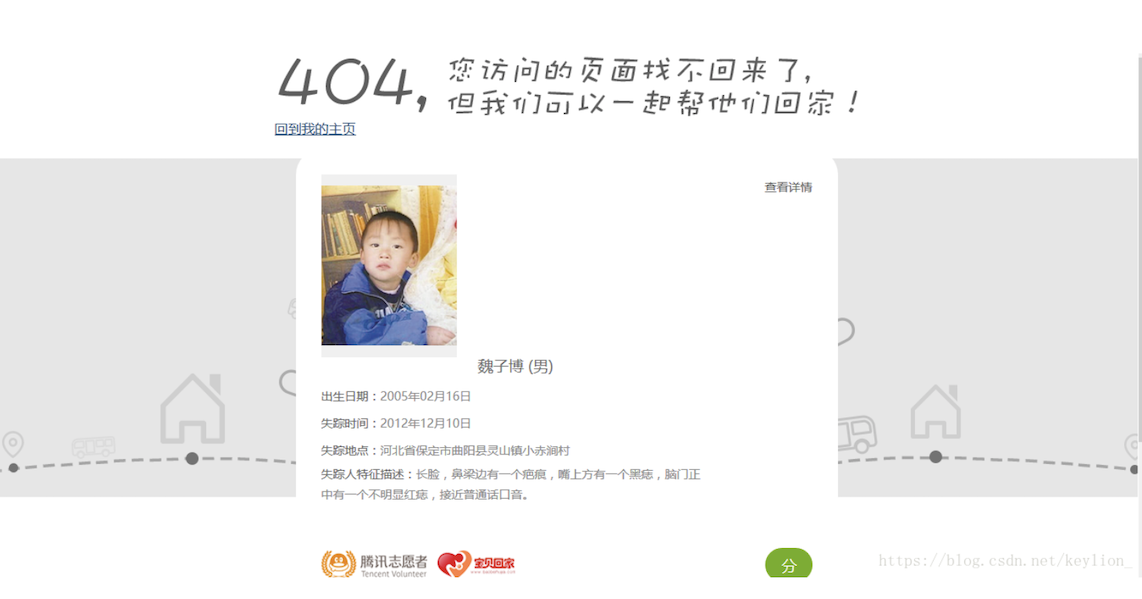 404,
您访问的页面找不回来了,
但我们可以一起帮他们回家！
回到我的主页
查看详情
魏子博 (男)
出生日期：2005年02月16日
失踪时间：2012年12月10日
失踪地点：河北省保定市曲阳县灵山镇小赤涧村
失踪人特征描述：长脸，鼻梁边有一个疤痕，嘴上方有一个黑痣，脑门正
中有一个不明显红痣，接近普通话口音。
腾讯志愿者
Tencent Volunteer
宝贝回家
分
https://blog.csdn.net/keylion_